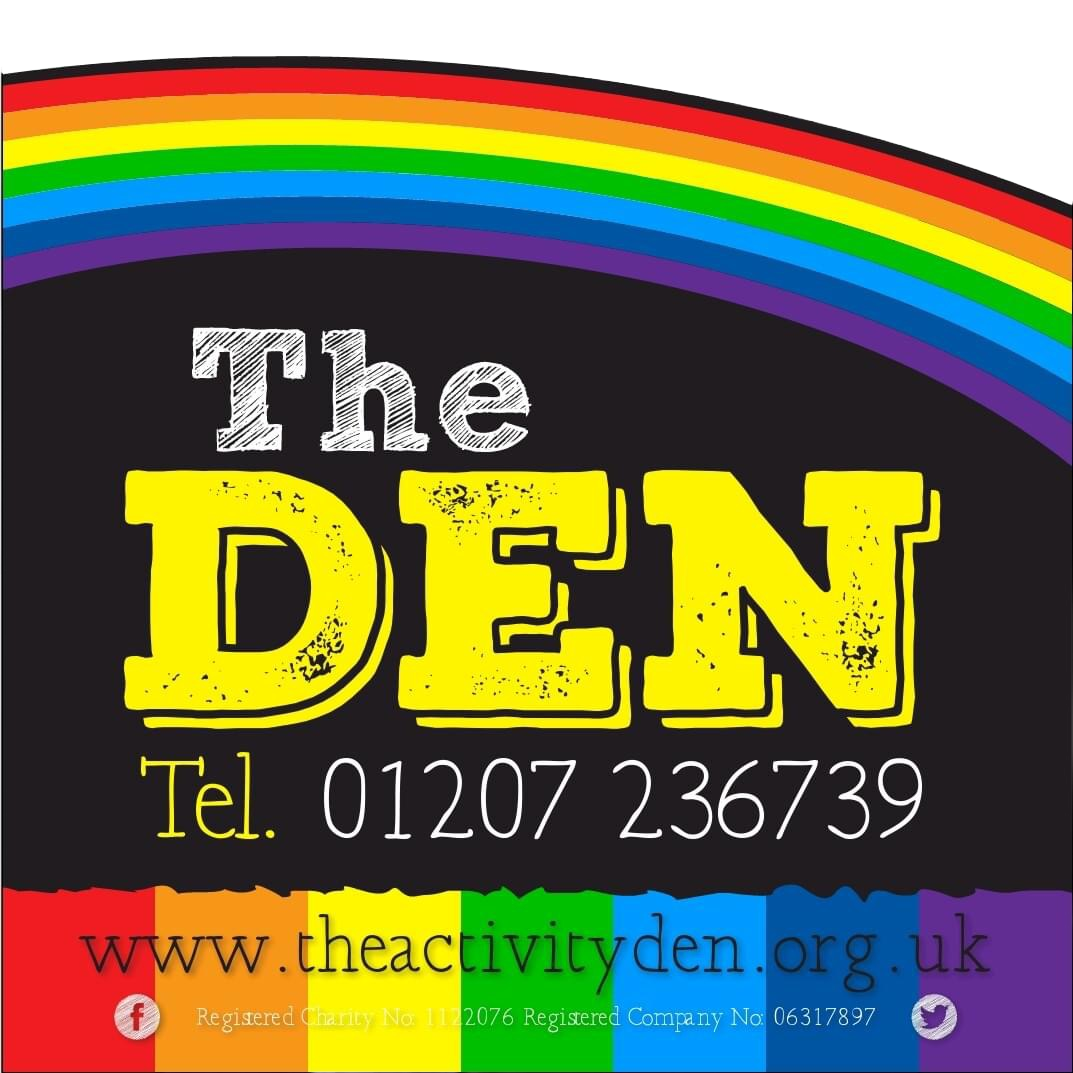 The
DEN
Tel. 01207 236739
www.theactivityden.org.uk
Registered Charity No: 1122076 Registered Company No: 06317897